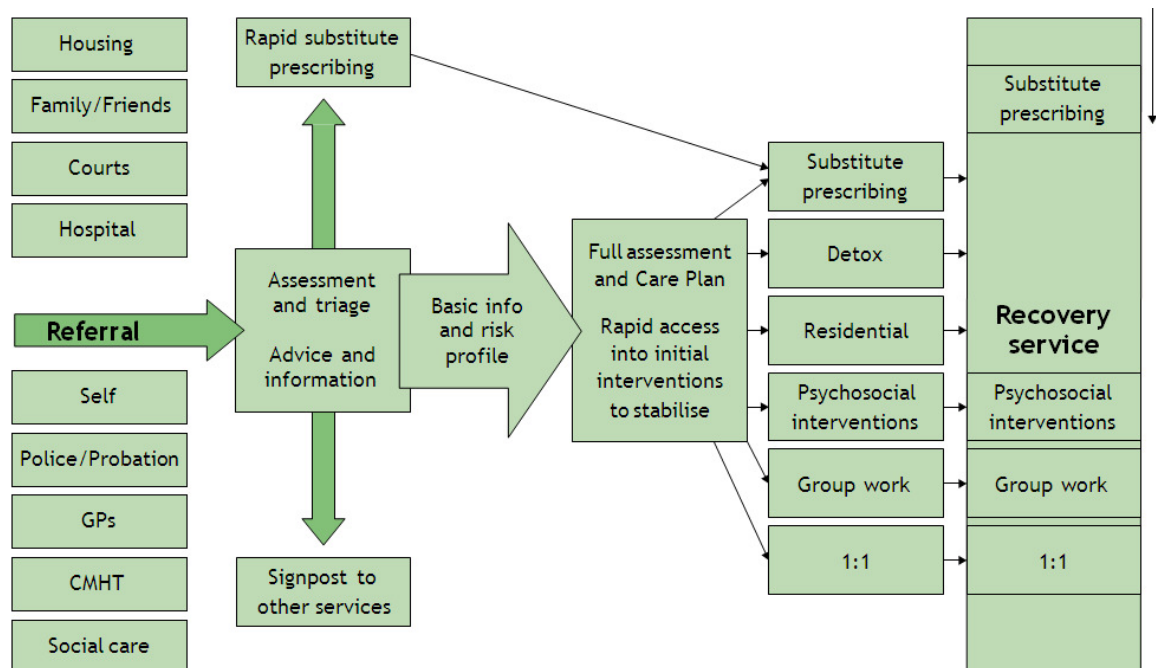 Housing
Family/Friends
Courts
Hospital
Referral
Self
Police/Probation
GPs
CMHT
Social care
Rapid substitute
prescribing
Assessment
and triage
Advice and
information
Signpost to
other services
Basic info
and risk
profile
Full assessment
and Care Plan
Rapid access
into initial
interventions
to stabilise
Substitute
prescribing
Detox
Residential
Psychosocial
interventions
Group work
1:1
Substitute
prescribing
Recovery
service
Psychosocial
interventions
Group work
1:1